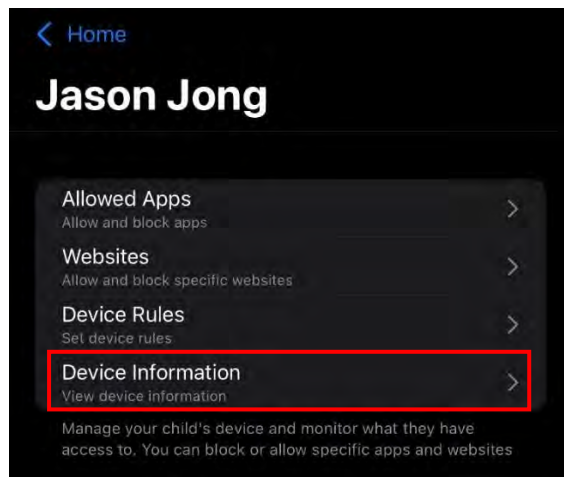 Home
Jason Jong
Allowed Apps
Allow and block apps
Websites
Allow and block specific websites
Device Rules
Set device rules
Device Information
View device information
Manage your child's device and monitor what they have
access to. You can block or allow specific apps and websites